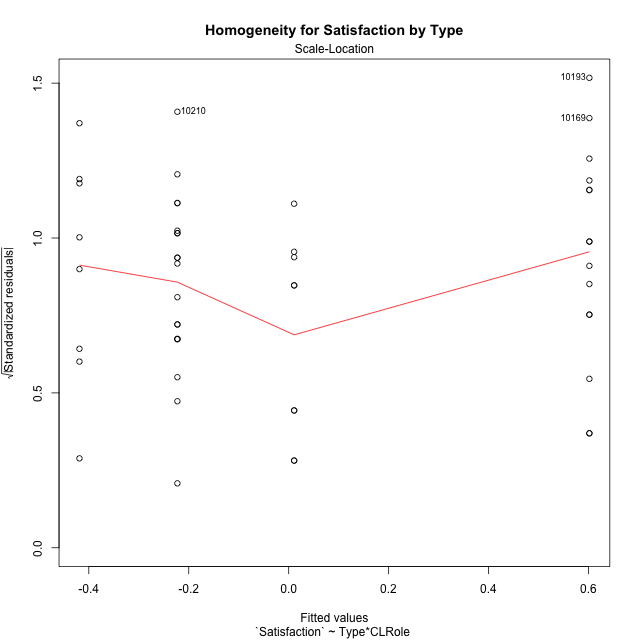 Homogeneity for Satisfaction by Type
Scale-Location
10193
10210
10169
1.5
1.0
0.5
0.0
√|Standardized residuals|
-0.4 -0.2 0.0 0.2 0.4 0.6
Fitted values
`Satisfaction` ~ Type*CLRole